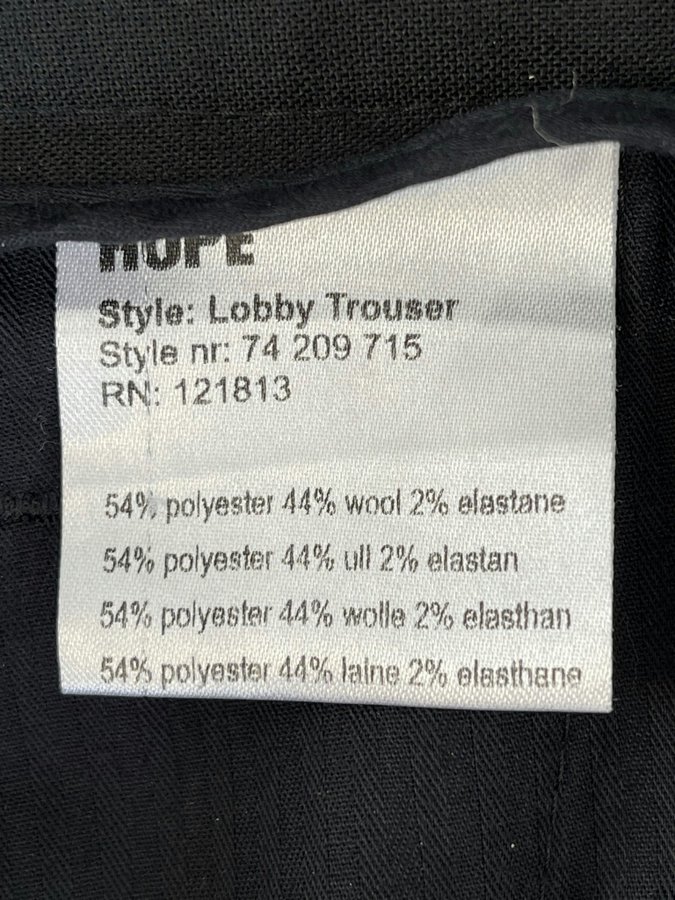 HOPE
Style: Lobby Trouser
Style nr: 74 209 715
RN: 121813
54% polyester 44% wool 2% elastane
54% polyester 44% ull 2% elastan
54% polyester 44% wolle 2% elasthan
54% polyester 44% laine 2% elasthane